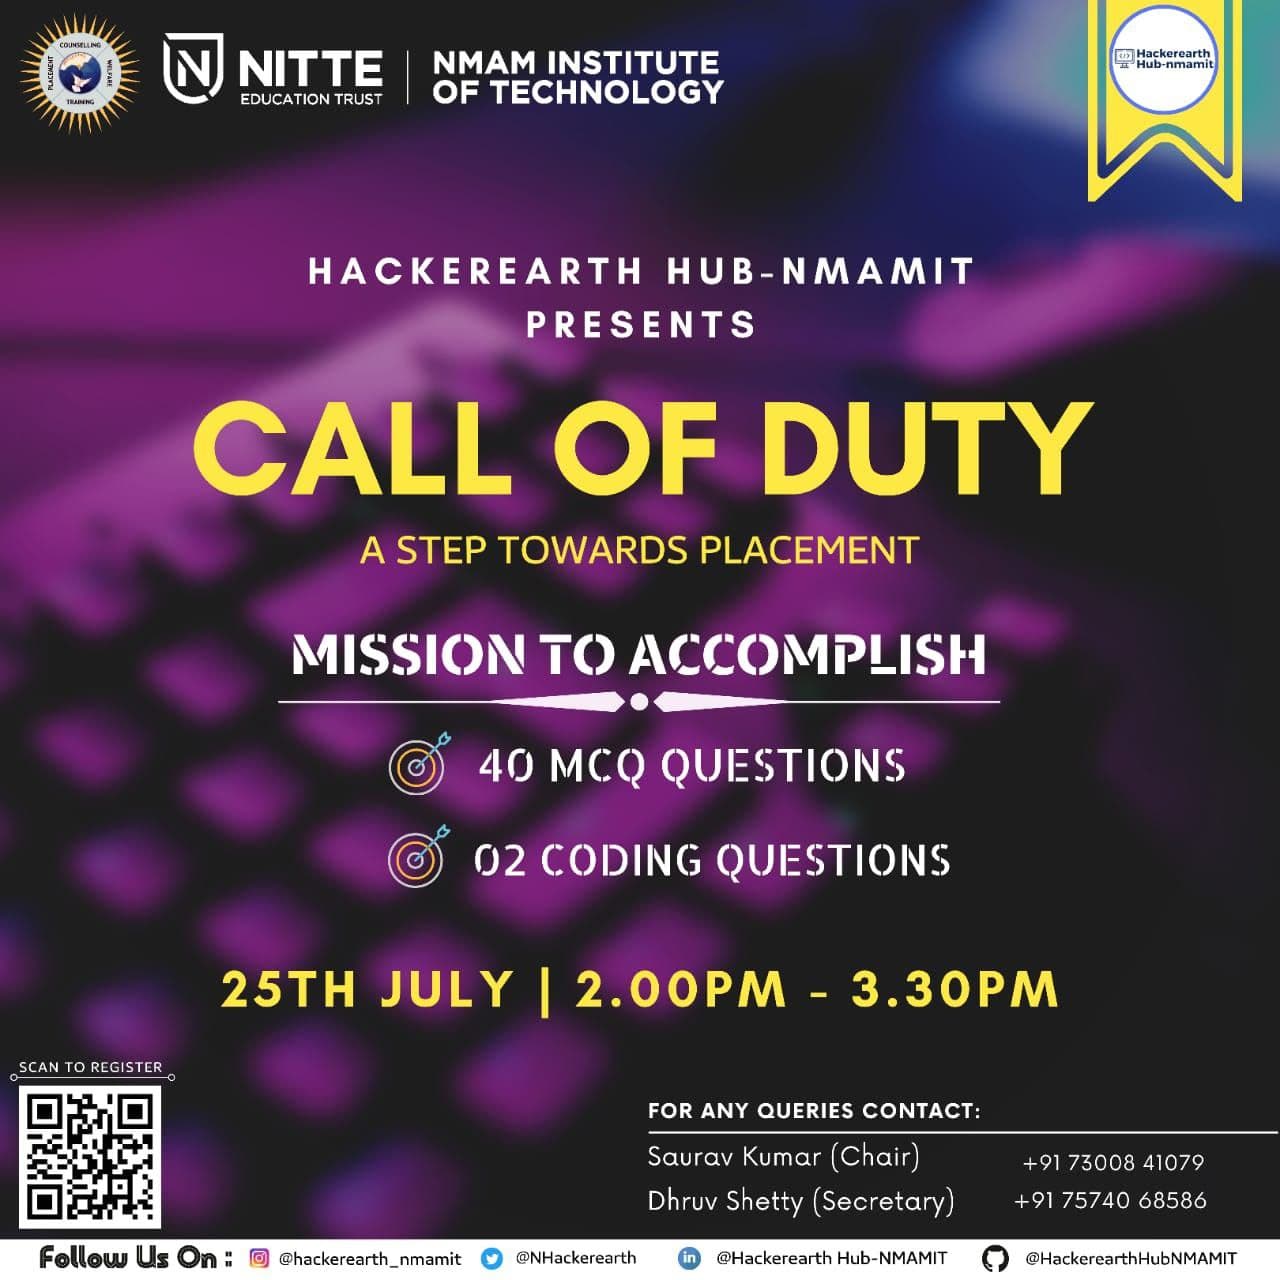 COUNSELLING
PLACEMENT
WELFARE
TRAINING
NITTE
EDUCATION TRUST
NMAM INSTITUTE
OF TECHNOLOGY
Hackerearth
Hub-nmamit
HACKEREARTH HUB-NMAMIT
PRESENTS
CALL OF DUTY
A STEP TOWARDS PLACEMENT
MISSION TO ACCOMPLISH
40 MCQ QUESTIONS
02 CODING QUESTIONS
25TH JULY | 2.00PM - 3.30PM
SCAN TO REGISTER
FOR ANY QUERIES CONTACT:
Saurav Kumar (Chair) +91 73008 41079
Dhruv Shetty (Secretary) +91 75740 68586
Follow Us On : @hackerearth_nmamit @NHackerearth @Hackerearth Hub-NMAMIT @HackerearthHubNMAMIT